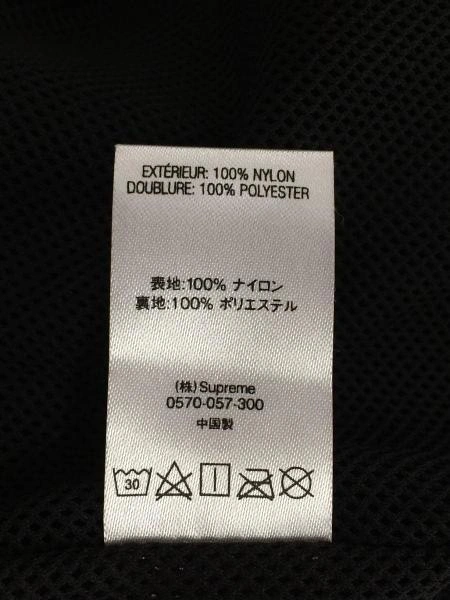 EXTÉRIEUR: 100% NYLON
DOUBLURE: 100% POLYESTER
表地:100% ナイロン
裏地:100% ポリエステル
(株)Supreme
0570-057-300
中国製
30